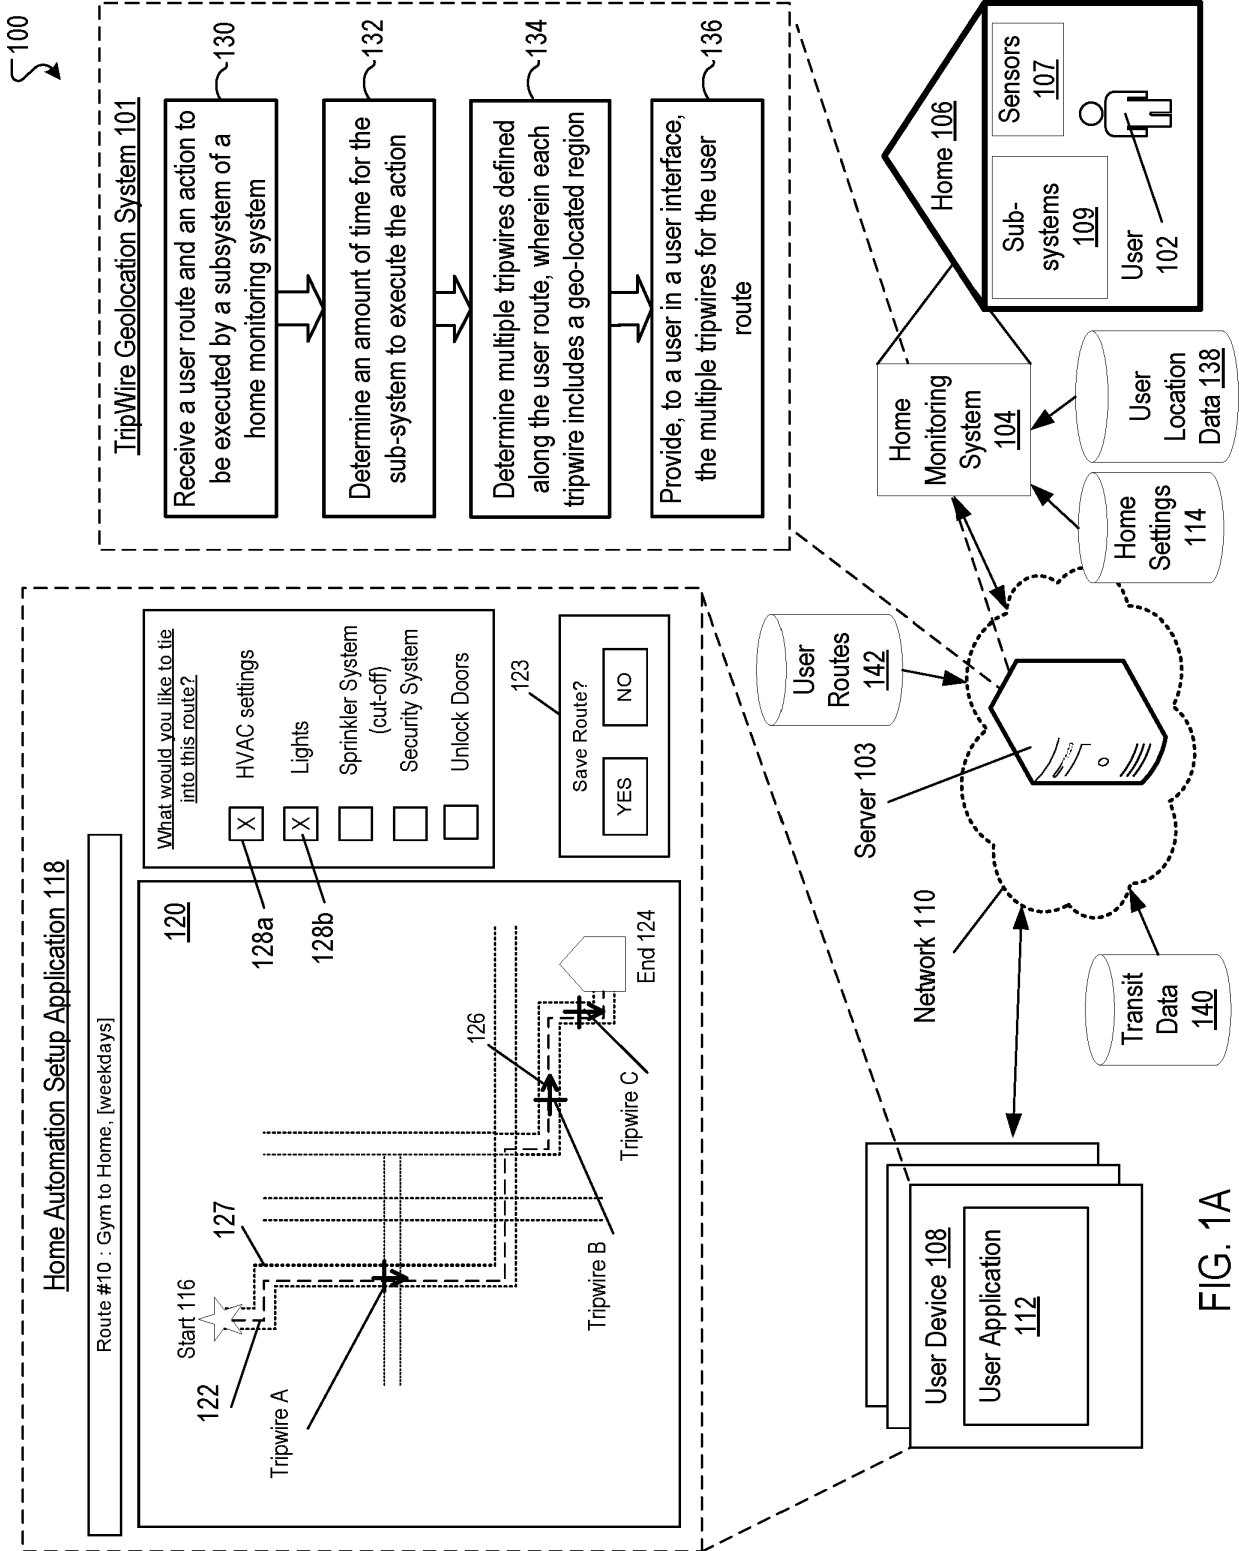 100
Home Automation Setup Application 118
Route #10 : Gym to Home, [weekdays]
120
Start 116
122
127
Tripwire A
Tripwire B
126
Tripwire C
End 124
128a
128b
What would you like to tie
into this route?
X
HVAC settings
X
Lights
Sprinkler System
(cut-off)
Security System
Unlock Doors
123
Save Route?
YES
NO
TripWire Geolocation System 101
Receive a user route and an action to
be executed by a subsystem of a
home monitoring system
130
Determine an amount of time for the
sub-system to execute the action
132
Determine multiple tripwires defined
along the user route, wherein each
tripwire includes a geo-located region
134
Provide, to a user in a user interface,
the multiple tripwires for the user
route
136
User Device 108
User Application
112
Network 110
Server 103
Transit
Data
140
User
Routes
142
Home
Monitoring
System
104
Home
Settings
114
User
Location
Data 138
Home 106
Sub-
systems
109
Sensors
107
User
102
FIG. 1A